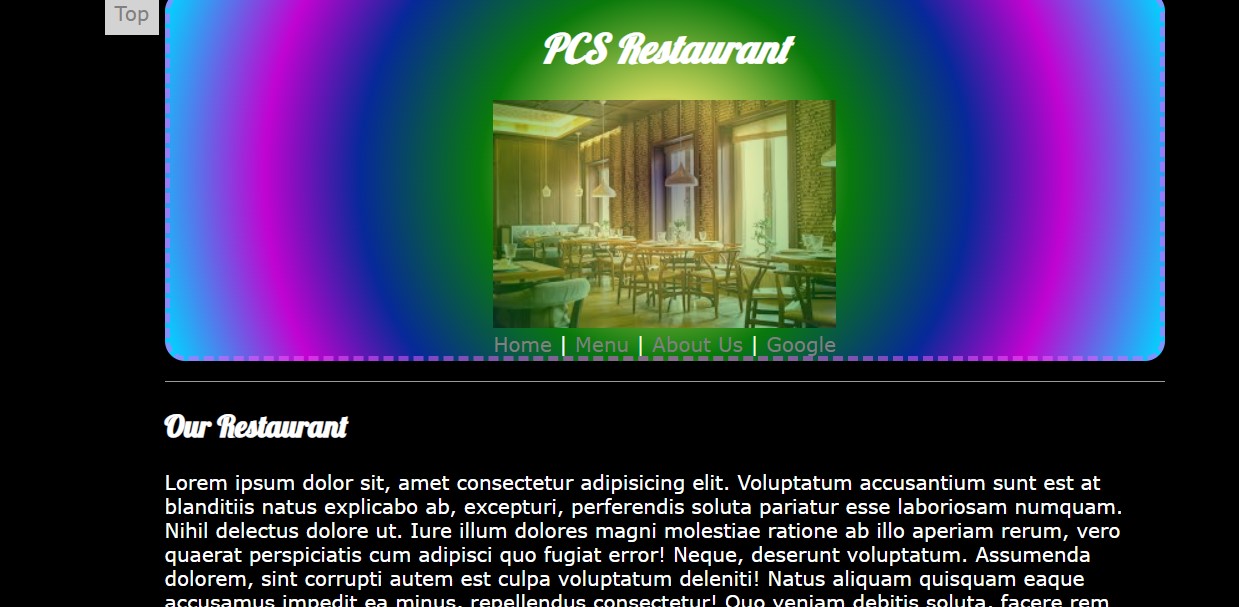 Top
PCS Restaurant
Home | Menu | About Us | Google
Our Restaurant
Lorem ipsum dolor sit, amet consectetur adipisicing elit. Voluptatum accusantium sunt est at
blanditiis natus explicabo ab, excepturi, perferendis soluta pariatur esse laboriosam numquam.
Nihil delectus dolore ut. Iure illum dolores magni molestiae ratione ab illo aperiam rerum, vero
quaerat perspiciatis cum adipisci quo fugiat error! Neque, deserunt voluptatum. Assumenda
dolorem, sint corrupti autem est culpa voluptatum deleniti! Natus aliquam quisquam eaque
accusamus impedit ea minus, repellendus consectetur! Quo veniam debitis soluta, facere rem